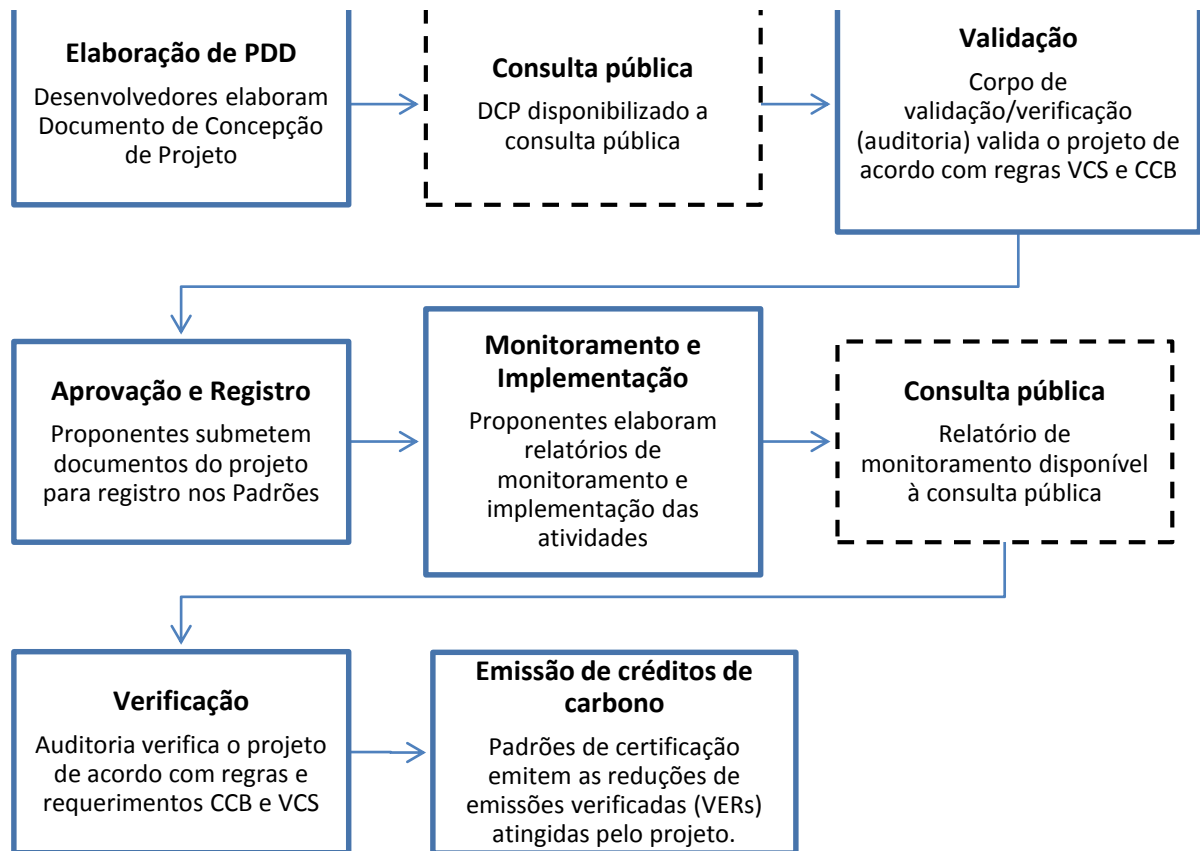 Elaboração de PDD
Desenvolvedores elaboram
Documento de Concepção
de Projeto
Consulta pública
DCP disponibilizado a
consulta pública
Validação
Corpo de
validação/verificação
(auditoria) valida o projeto de
acordo com regras VCS e CCB
Aprovação e Registro
Proponentes submetem
documentos do projeto
para registro nos Padrões
Monitoramento e
Implementação
Proponentes elaboram
relatórios de
monitoramento e
implementação das
atividades
Consulta pública
Relatório de
monitoramento disponível
à consulta pública
Verificação
Auditoria verifica o projeto
de acordo com regras e
requerimentos CCB e VCS
Emissão de créditos de
carbono
Padrões de certificação
emitem as reduções de
emissões verificadas (VERs)
atingidas pelo projeto.